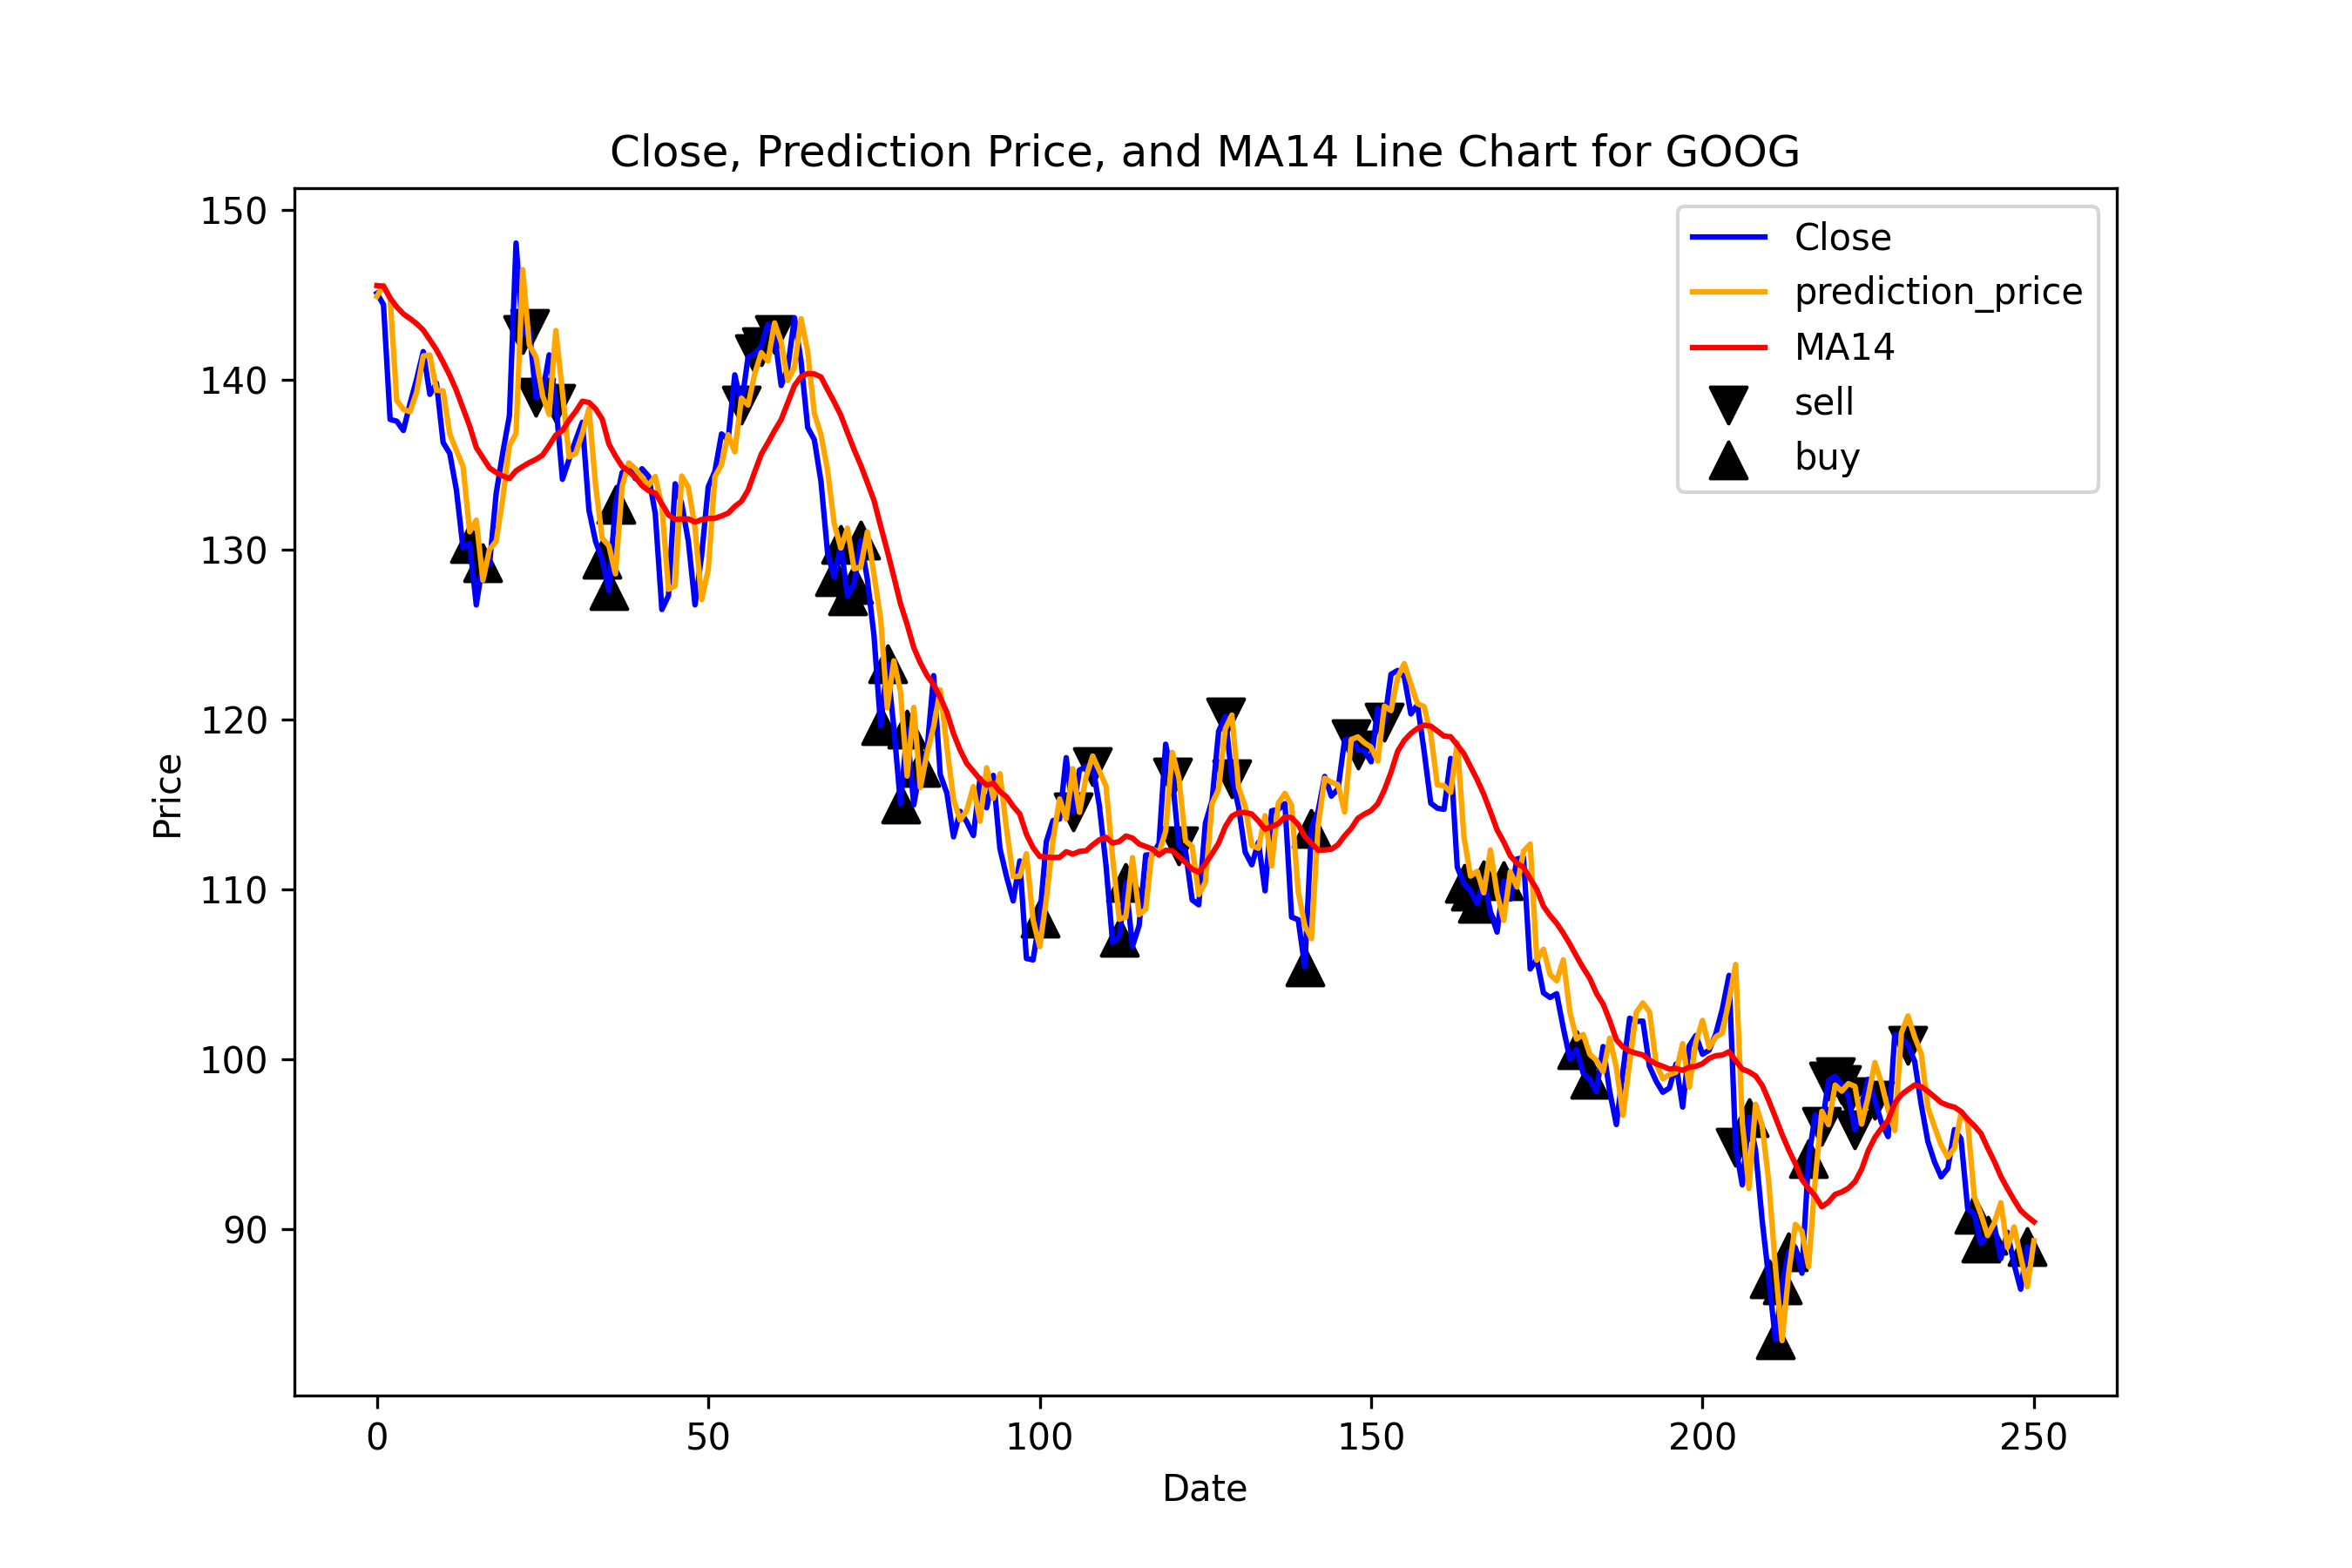 Close, Prediction Price, and MA14 Line Chart for GOOG
150
140
130
120
110
100
90
Price
0 50 100 150 200 250
Date
Close
prediction_price
MA14
sell
buy